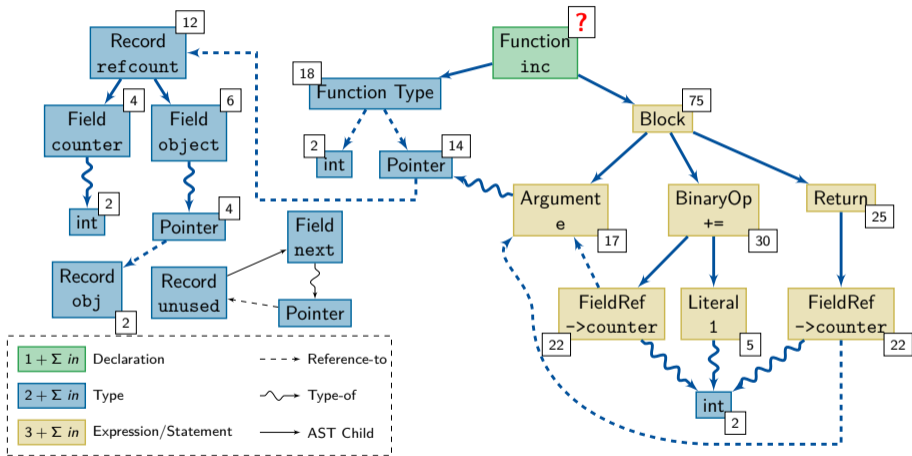 12
Record
refcount
4
Field
counter
6
Field
object
2
int
4
Pointer
Record
obj
2
Field
next
Record
unused
Pointer
?
Function
inc
18
Function Type
2
int
14
Pointer
75
Block
Argument
e
17
BinaryOp
+=
30
Return
25
FieldRef
->counter
22
Literal
1
5
FieldRef
->counter
22
int
2
1 + Σ in Declaration
2 + Σ in Type
3 + Σ in Expression/Statement
Reference-to
Type-of
AST Child